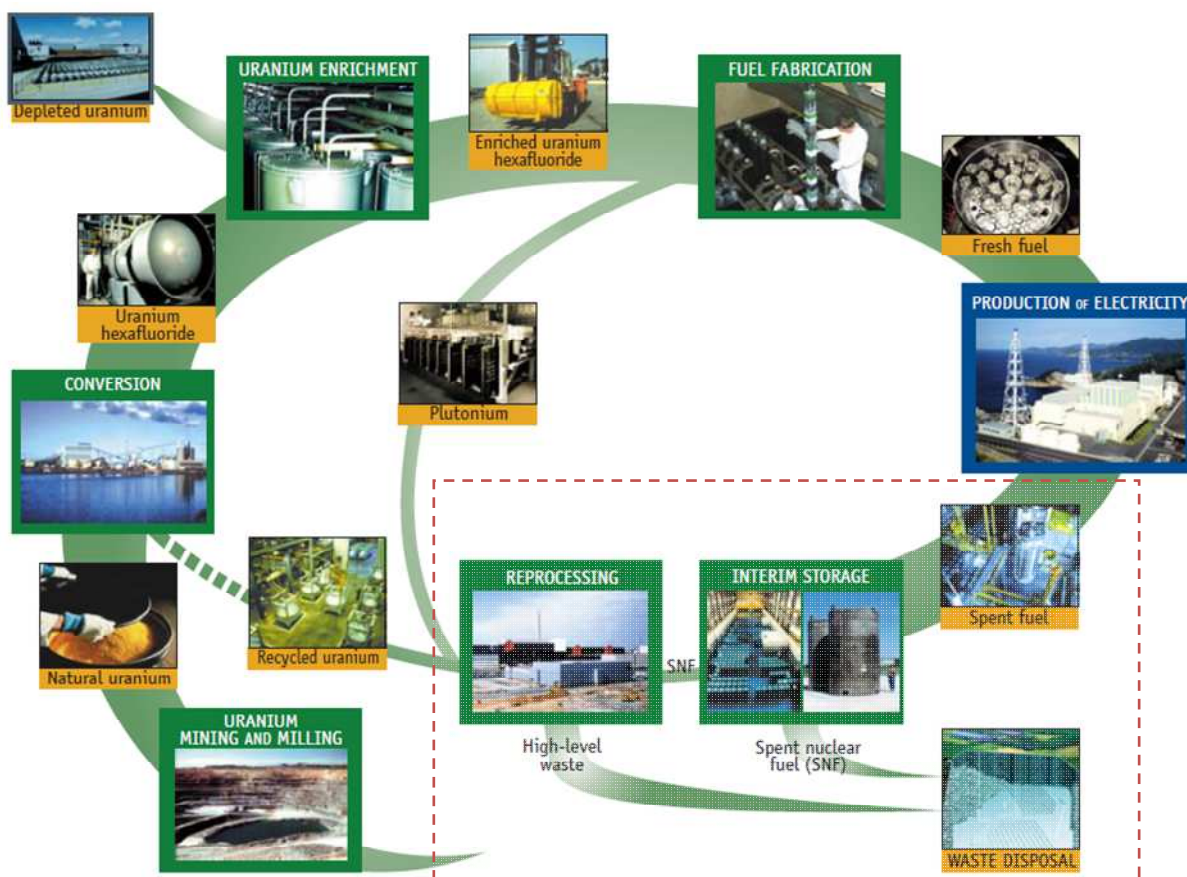 Depleted uranium
URANIUM ENRICHMENT
Enriched uranium
hexafluoride
FUEL FABRICATION
Fresh fuel
Uranium
hexafluoride
PRODUCTION OF ELECTRICITY
Plutonium
CONVERSION
Natural uranium
Recycled uranium
REPROCESSING
SNF
INTERIM STORAGE
Spent fuel
URANIUM
MINING AND MILLING
High-level
waste
Spent nuclear
fuel (SNF)
WASTE DISPOSAL